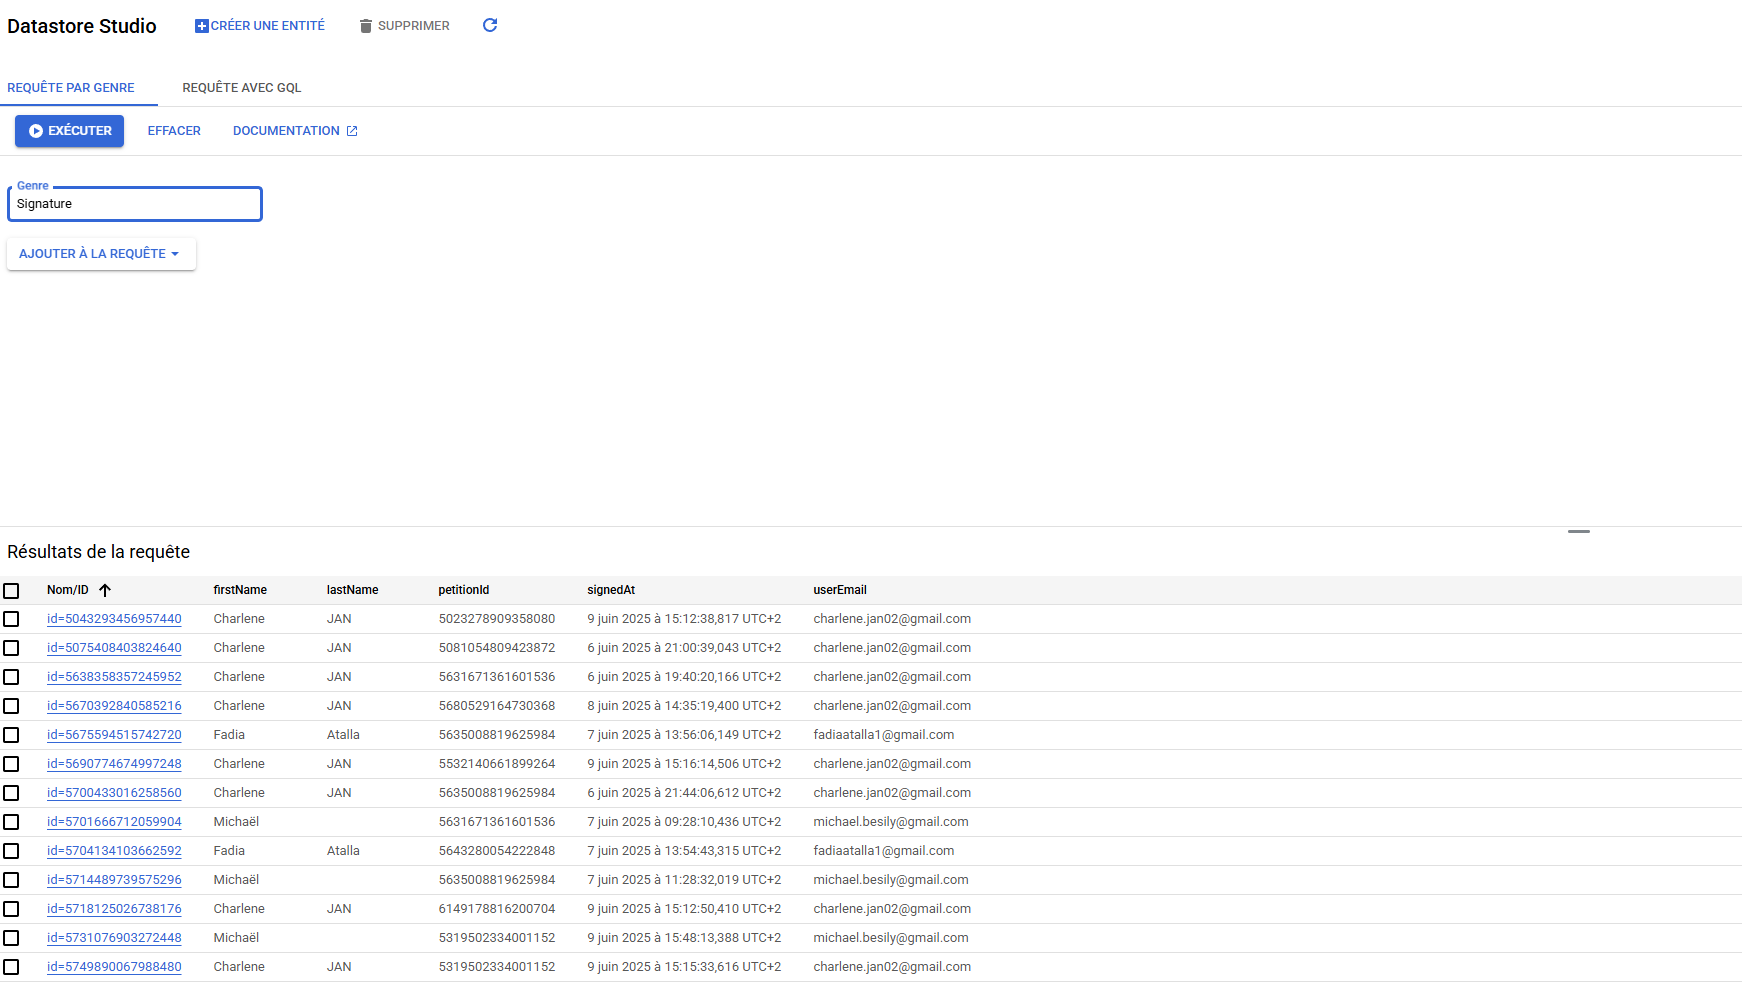 Datastore Studio CRÉER UNE ENTITÉ SUPPRIMER
REQUÊTE PAR GENRE REQUÊTE AVEC GQL
EXÉCUTER EFFACER DOCUMENTATION
Genre
Signature
AJOUTER À LA REQUÊTE
Résultats de la requête
Nom/ID firstName lastName petitionId signedAt userEmail
id=5043293456957440 Charlene JAN 5023278909358080 9 juin 2025 à 15:12:38,817 UTC+2 charlene.jan02@gmail.com
id=5075408403824640 Charlene JAN 5081054809423872 6 juin 2025 à 21:00:39,043 UTC+2 charlene.jan02@gmail.com
id=5638358357245952 Charlene JAN 5631671361601536 6 juin 2025 à 19:40:20,166 UTC+2 charlene.jan02@gmail.com
id=5670392840585216 Charlene JAN 5680529164730368 8 juin 2025 à 14:35:19,400 UTC+2 charlene.jan02@gmail.com
id=5675594515742720 Fadia Atalla 5635008819625984 7 juin 2025 à 13:56:06,149 UTC+2 fadiaatalla1@gmail.com
id=5690774674997248 Charlene JAN 5532140661899264 9 juin 2025 à 15:16:14,506 UTC+2 charlene.jan02@gmail.com
id=5700433016258560 Charlene JAN 5635008819625984 6 juin 2025 à 21:44:06,612 UTC+2 charlene.jan02@gmail.com
id=5701666712059904 Michaël 5631671361601536 7 juin 2025 à 09:28:10,436 UTC+2 michael.besily@gmail.com
id=5704134103662592 Fadia Atalla 5643280054222848 7 juin 2025 à 13:54:43,315 UTC+2 fadiaatalla1@gmail.com
id=5714489739575296 Michaël 5635008819625984 7 juin 2025 à 11:28:32,019 UTC+2 michael.besily@gmail.com
id=5718125026738176 Charlene JAN 6149178816200704 9 juin 2025 à 15:12:50,410 UTC+2 charlene.jan02@gmail.com
id=5731076903272448 Michaël 5319502334001152 9 juin 2025 à 15:48:13,388 UTC+2 michael.besily@gmail.com
id=5749890067988480 Charlene JAN 5319502334001152 9 juin 2025 à 15:15:33,616 UTC+2 charlene.jan02@gmail.com